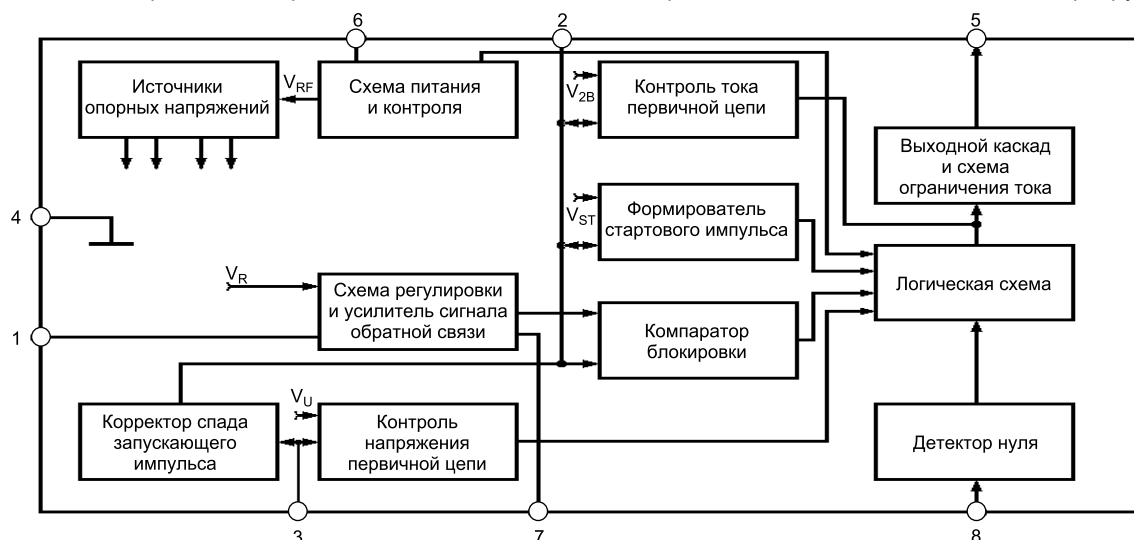 6
2
5
Источники
опорных напряжений
V_RF
Схема питания
и контроля
V_2B
Контроль тока
первичной цепи
Выходной каскад
и схема
ограничения тока
4
V_ST
Формирователь
стартового импульса
V_R
Схема регулировки
и усилитель сигнала
обратной связи
Логическая схема
1
Компаратор
блокировки
Корректор спада
запускающего
импульса
V_U
Контроль
напряжения
первичной цепи
Детектор нуля
3
7
8